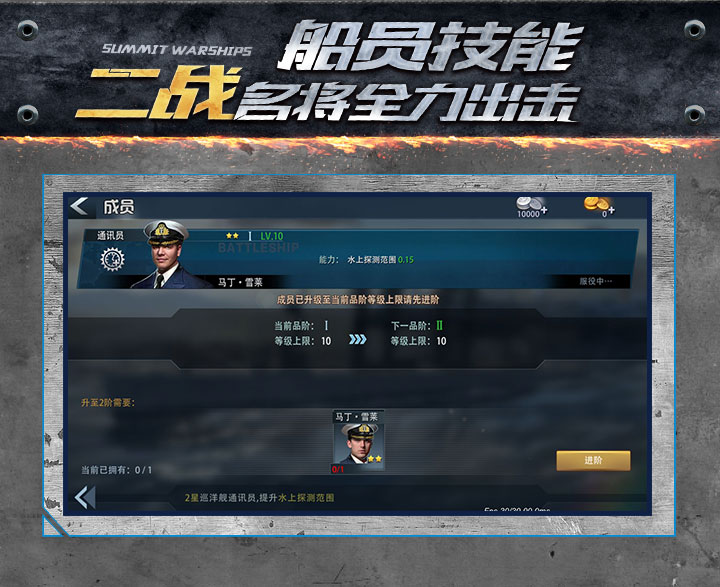 SUMMIT WARSHIPS
船员技能
二战名将全力出击
成员
10000+
0+
通讯员
★★ Ⅰ LV.10
BATTLESHIP
能力: 水上探测范围 0.15
马丁·雪莱
服役中…
成员已升级至当前品阶等级上限请先进阶
当前品阶: Ⅰ
下一品阶: Ⅱ
等级上限: 10
等级上限: 10
升至2阶需要:
马丁·雪莱
0/1
进阶
当前已拥有: 0/1
2星巡洋舰通讯员,提升水上探测范围